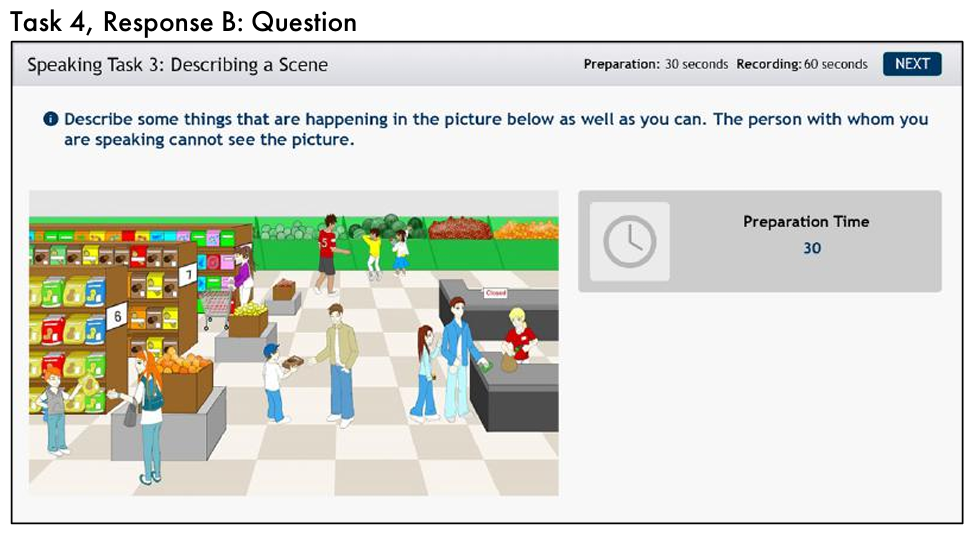 Task 4, Response B: Question
Speaking Task 3: Describing a Scene
Preparation: 30 seconds Recording: 60 seconds
NEXT
Describe some things that are happening in the picture below as well as you can. The person with whom you
are speaking cannot see the picture.
Preparation Time
30
5
7
Closed
6